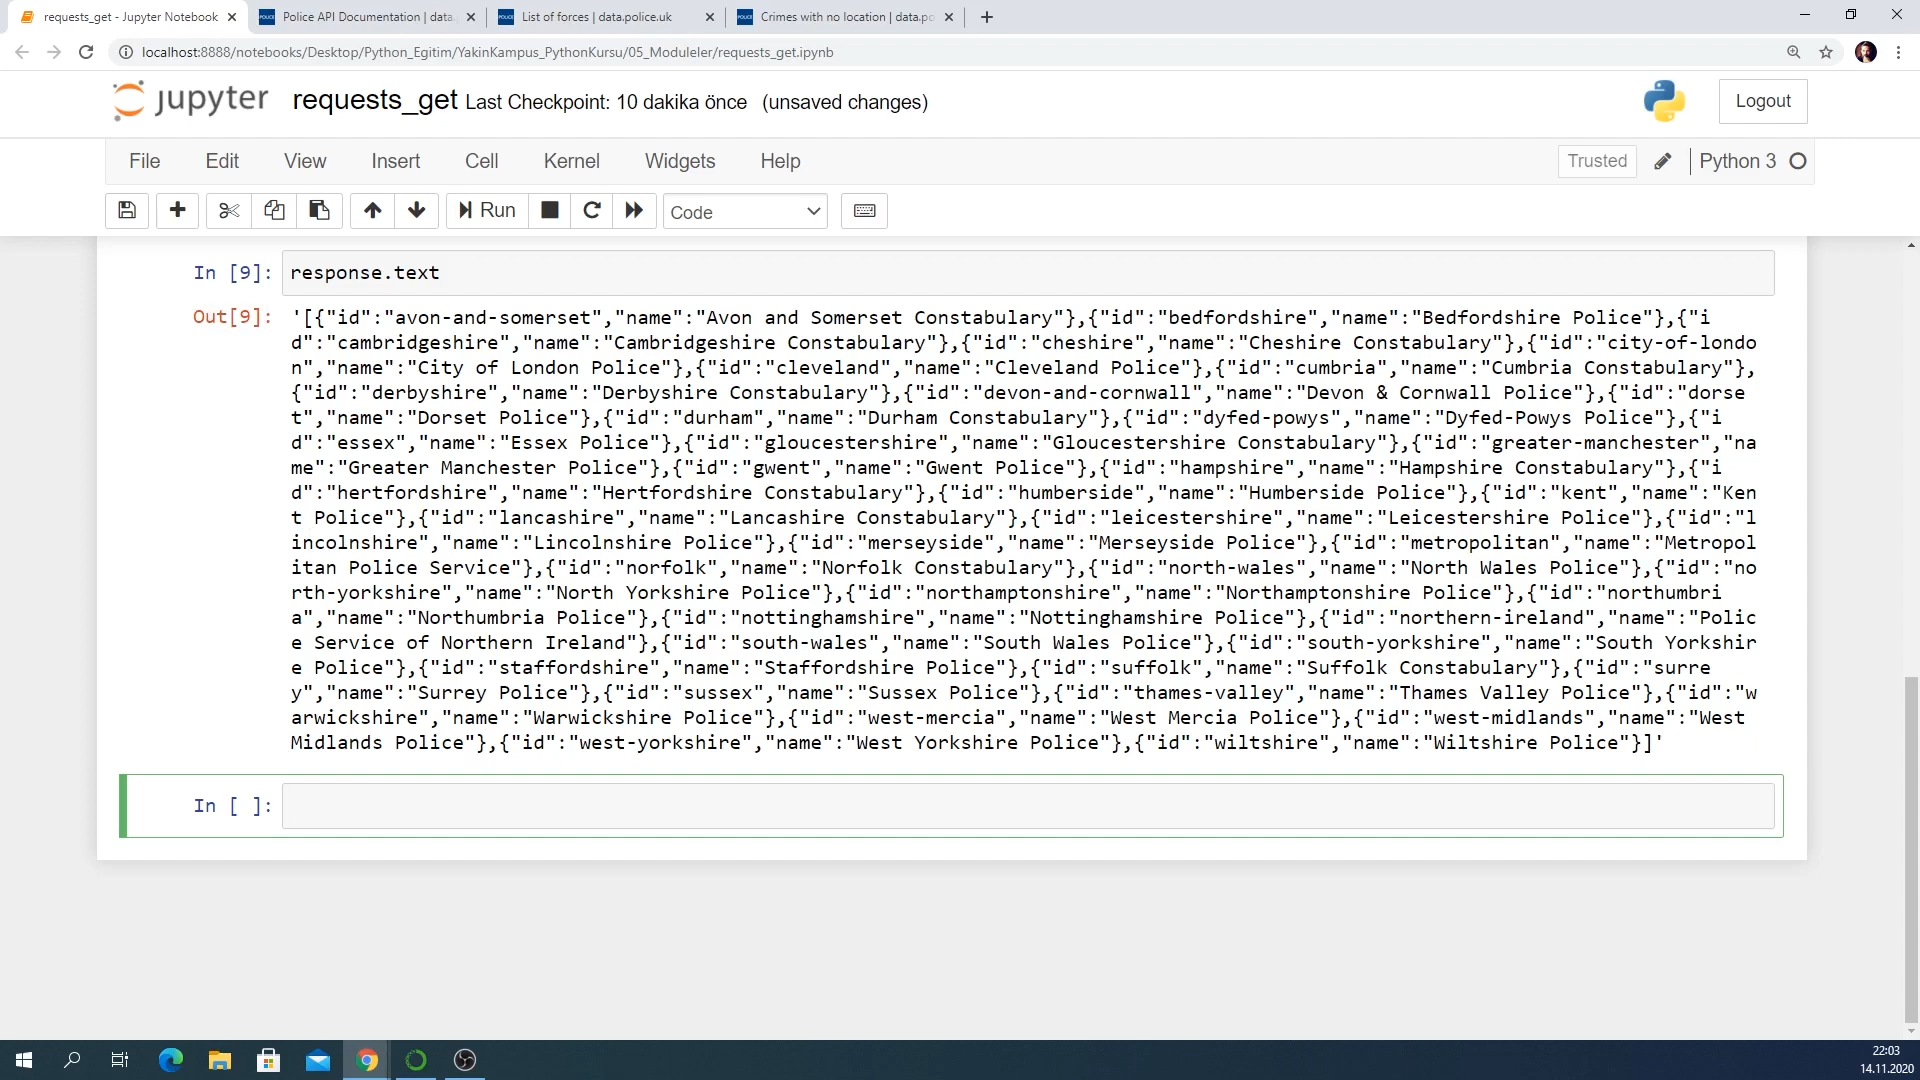 requests_get - Jupyter Notebook
Police API Documentation | data.
List of forces | data.police.uk
Crimes with no location | data.po
localhost:8888/notebooks/Desktop/Python_Egitim/YakinKampus_PythonKursu/05_Moduleler/requests_get.ipynb
jupyter requests_get Last Checkpoint: 10 dakika önce (unsaved changes)
Logout
File Edit View Insert Cell Kernel Widgets Help
Trusted
Python 3
Run
Code
In [9]: response.text
Out[9]: '[{"id":"avon-and-somerset","name":"Avon and Somerset Constabulary"},{"id":"bedfordshire","name":"Bedfordshire Police"},{"i
d":"cambridgeshire","name":"Cambridgeshire Constabulary"},{"id":"cheshire","name":"Cheshire Constabulary"},{"id":"city-of-londo
n","name":"City of London Police"},{"id":"cleveland","name":"Cleveland Police"},{"id":"cumbria","name":"Cumbria Constabulary"},
{"id":"derbyshire","name":"Derbyshire Constabulary"},{"id":"devon-and-cornwall","name":"Devon & Cornwall Police"},{"id":"dorse
t","name":"Dorset Police"},{"id":"durham","name":"Durham Constabulary"},{"id":"dyfed-powys","name":"Dyfed-Powys Police"},{"i
d":"essex","name":"Essex Police"},{"id":"gloucestershire","name":"Gloucestershire Constabulary"},{"id":"greater-manchester","na
me":"Greater Manchester Police"},{"id":"gwent","name":"Gwent Police"},{"id":"hampshire","name":"Hampshire Constabulary"},{"i
d":"hertfordshire","name":"Hertfordshire Constabulary"},{"id":"humberside","name":"Humberside Police"},{"id":"kent","name":"Ken
t Police"},{"id":"lancashire","name":"Lancashire Constabulary"},{"id":"leicestershire","name":"Leicestershire Police"},{"id":"l
incolnshire","name":"Lincolnshire Police"},{"id":"merseyside","name":"Merseyside Police"},{"id":"metropolitan","name":"Metropol
itan Police Service"},{"id":"norfolk","name":"Norfolk Constabulary"},{"id":"north-wales","name":"North Wales Police"},{"id":"no
rth-yorkshire","name":"North Yorkshire Police"},{"id":"northamptonshire","name":"Northamptonshire Police"},{"id":"northumbri
a","name":"Northumbria Police"},{"id":"nottinghamshire","name":"Nottinghamshire Police"},{"id":"northern-ireland","name":"Polic
e Service of Northern Ireland"},{"id":"south-wales","name":"South Wales Police"},{"id":"south-yorkshire","name":"South Yorkshir
e Police"},{"id":"staffordshire","name":"Staffordshire Police"},{"id":"suffolk","name":"Suffolk Constabulary"},{"id":"surre
y","name":"Surrey Police"},{"id":"sussex","name":"Sussex Police"},{"id":"thames-valley","name":"Thames Valley Police"},{"id":"w
arwickshire","name":"Warwickshire Police"},{"id":"west-mercia","name":"West Mercia Police"},{"id":"west-midlands","name":"West
Midlands Police"},{"id":"west-yorkshire","name":"West Yorkshire Police"},{"id":"wiltshire","name":"Wiltshire Police"}]'
In [ ]:
22:03
14.11.2020